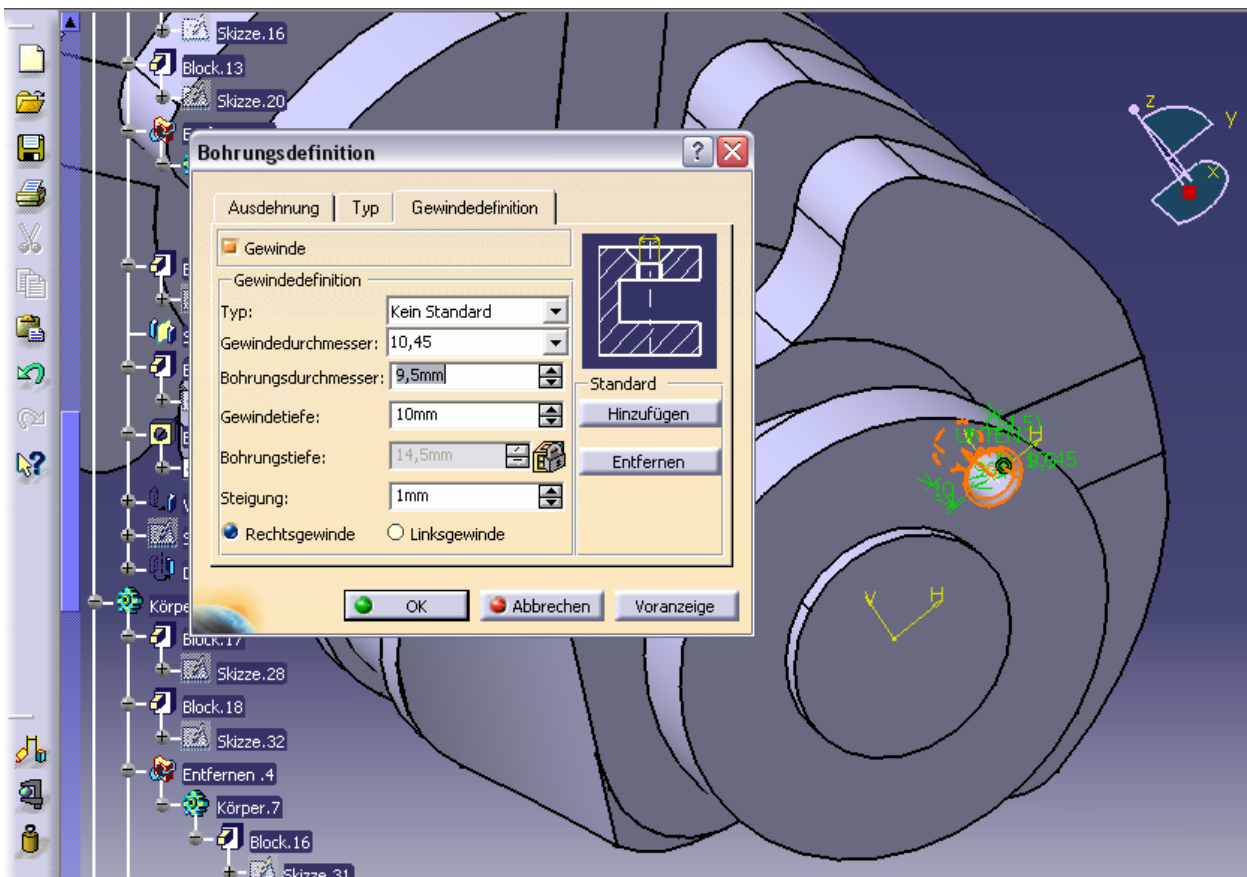 Skizze.16
Block.13
Skizze.20
Bohrungsdefinition
Ausdehnung
Typ
Gewindedefinition
Gewinde
Gewindedefinition
Typ:
Kein Standard
Gewindedurchmesser:
10,45
Bohrungsdurchmesser:
9,5mm
Gewindetiefe:
10mm
Bohrungstiefe:
14,5mm
Steigung:
1mm
Rechtsgewinde
Linksgewinde
Standard
Hinzufügen
Entfernen
OK
Abbrechen
Voranzeige
Block.17
Skizze.28
Block.18
Skizze.32
Entfernen .4
Körper.7
Block.16
Skizze.31
z
y
x
V
H
H